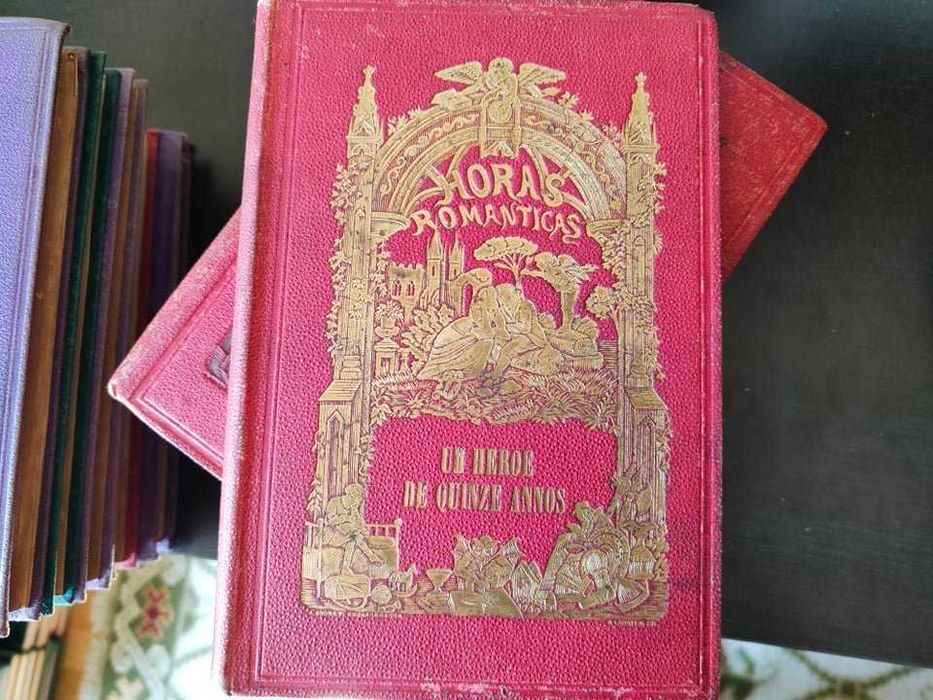 HORAS
ROMANTICAS
UM HEROE
DE QUINZE ANNOS